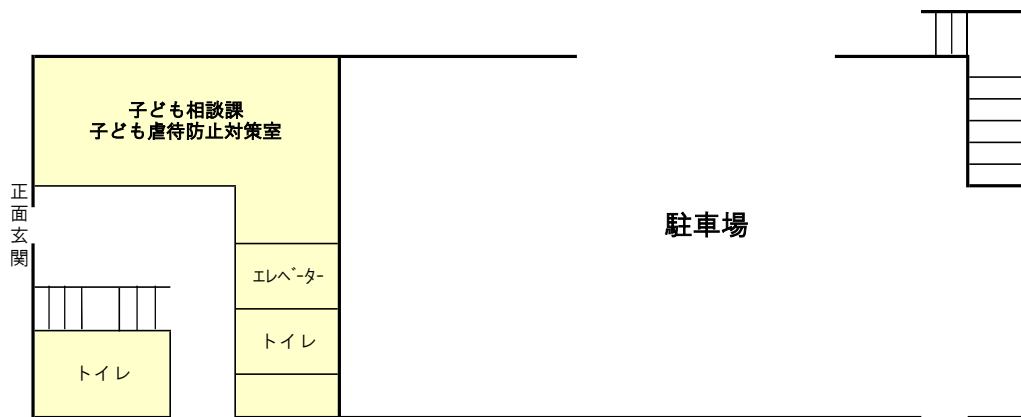 子ども相談課
子ども虐待防止対策室
正面玄関
駐車場
エレベーター
トイレ
トイレ